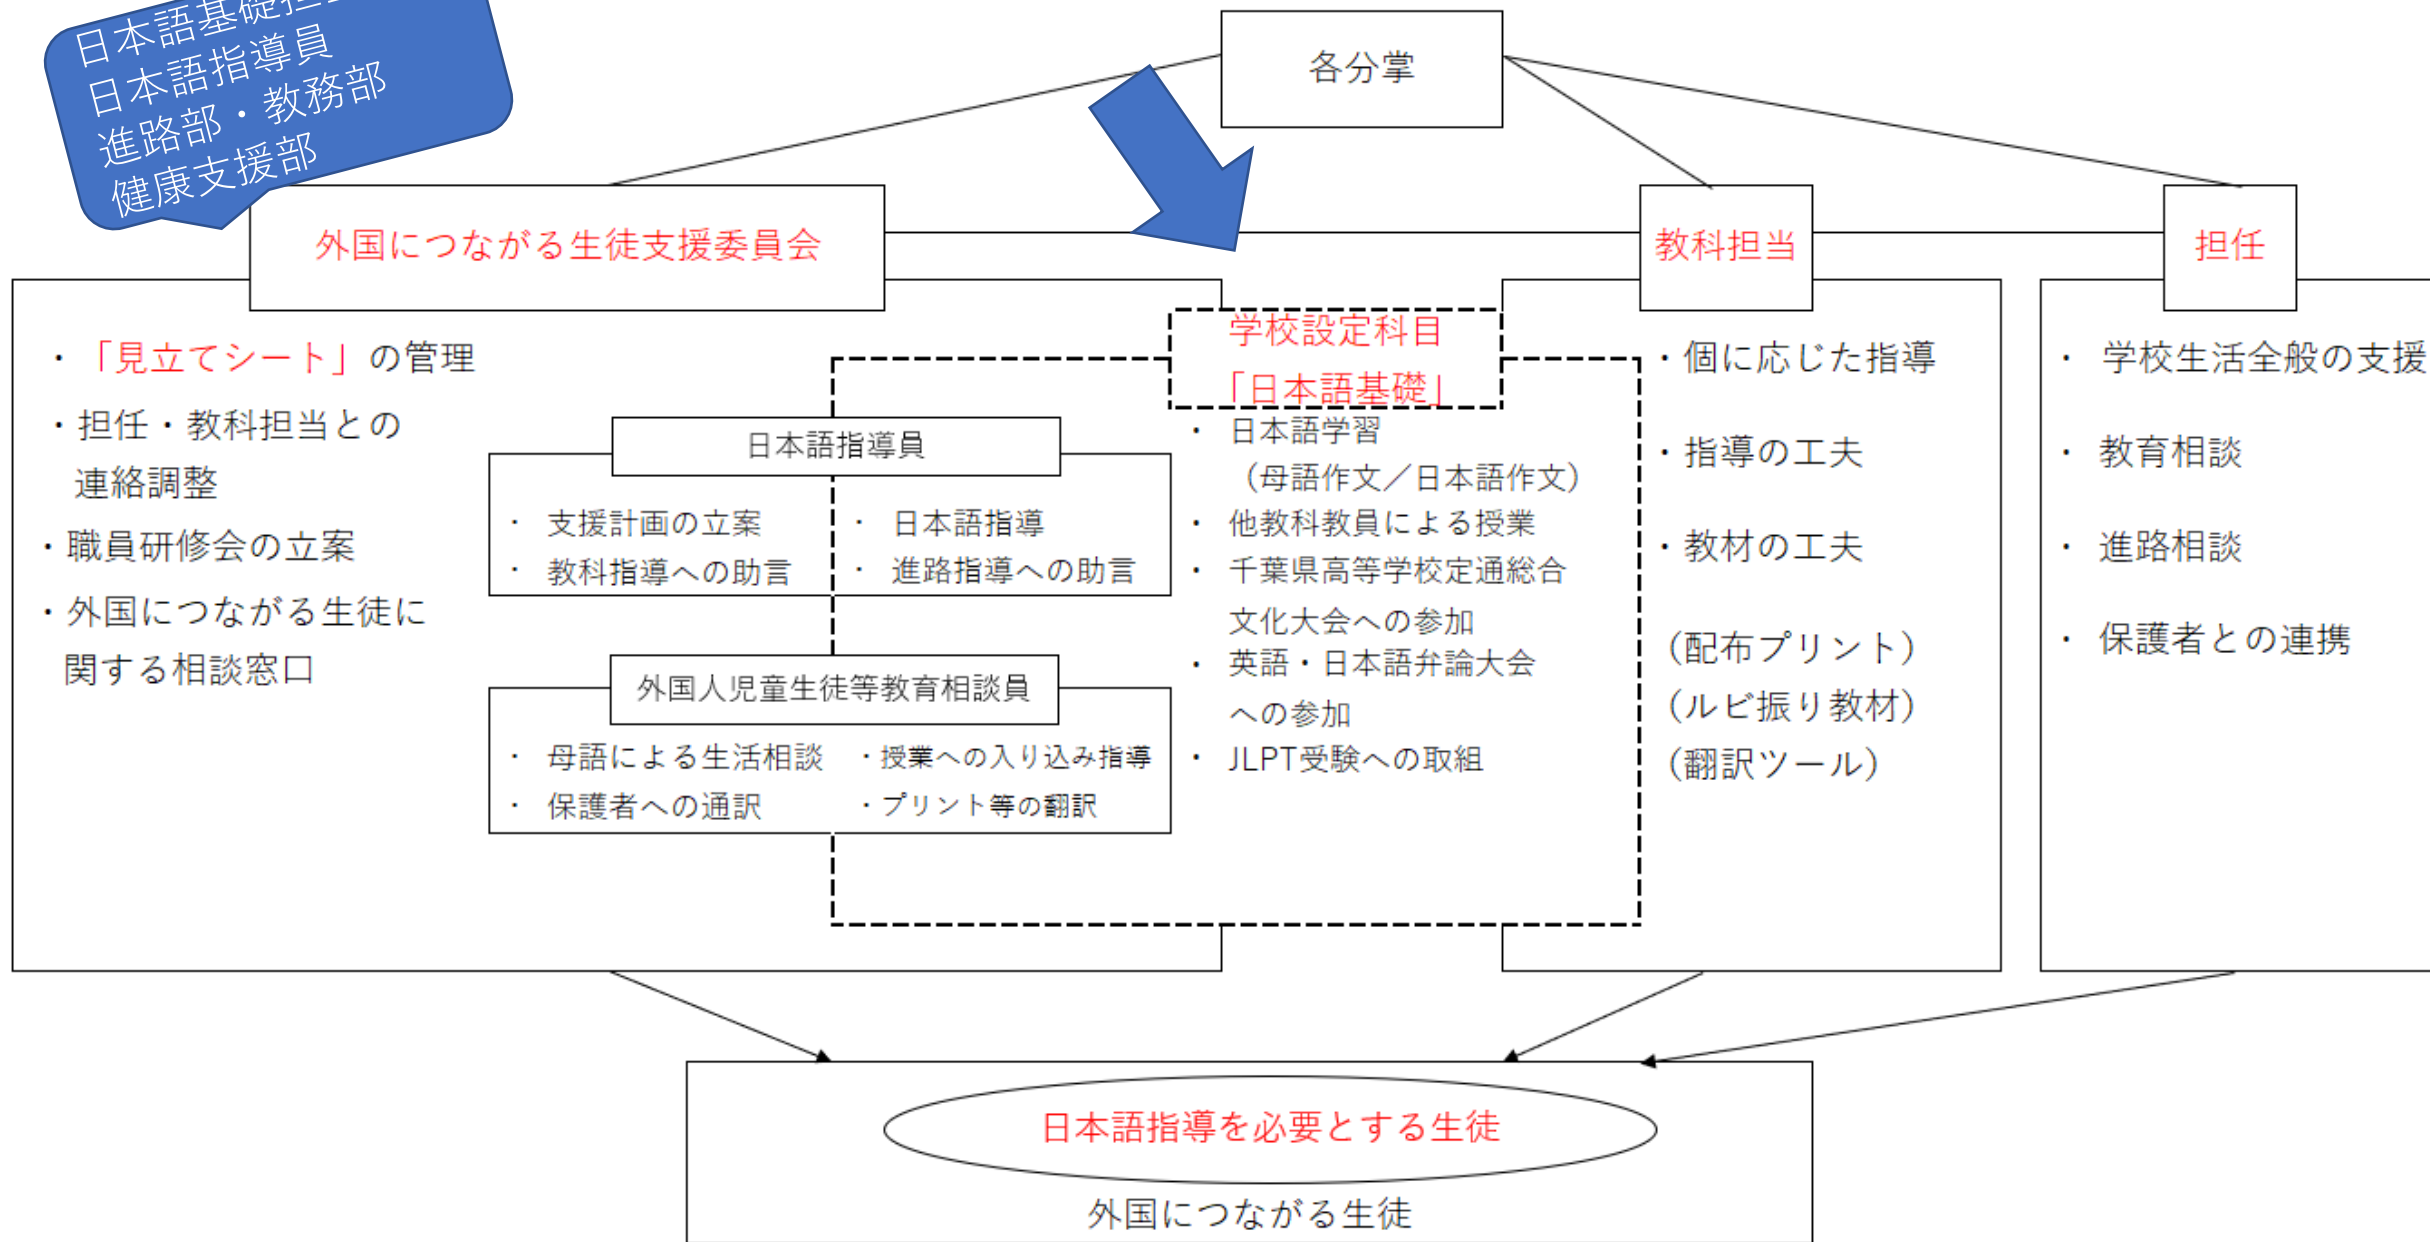 日本語基礎担
日本語指導員
進路部・教務部
健康支援部
各分掌
外国につながる生徒支援委員会
・「見立てシート」の管理
・担任・教科担当との
連絡調整
・職員研修会の立案
・外国につながる生徒に
関する相談窓口
日本語指導員
・ 支援計画の立案
・ 教科指導への助言
・ 日本語指導
・ 進路指導への助言
外国人児童生徒等教育相談員
・ 母語による生活相談
・ 保護者への通訳
・授業への入り込み指導
・プリント等の翻訳
学校設定科目
「日本語基礎」
・ 日本語学習
（母語作文／日本語作文）
・ 他教科教員による授業
・ 千葉県高等学校定通総合
文化大会への参加
・ 英語・日本語弁論大会
への参加
・ JLPT受験への取組
教科担当
・個に応じた指導
・指導の工夫
・教材の工夫
（配布プリント）
（ルビ振り教材）
（翻訳ツール）
担任
・ 学校生活全般の支援
・ 教育相談
・ 進路相談
・ 保護者との連携
日本語指導を必要とする生徒
外国につながる生徒